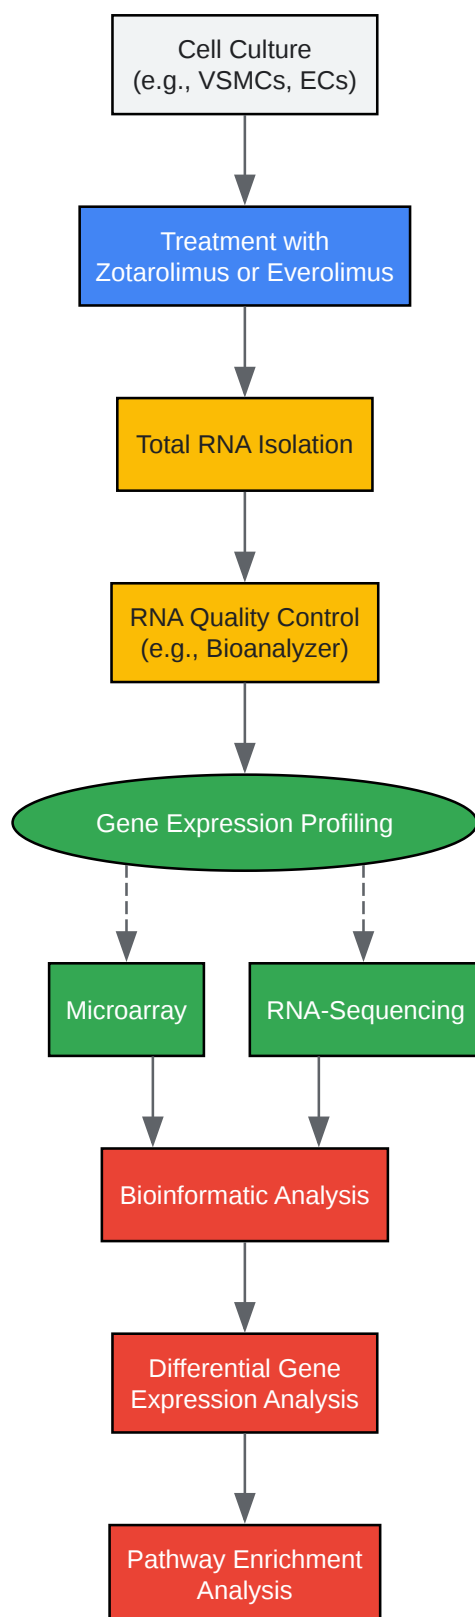 Cell Culture
(e.g., VSMCs, ECs)
Treatment with
Zotarolimus or Everolimus
Total RNA Isolation
RNA Quality Control
(e.g., Bioanalyzer)
Gene Expression Profiling
Microarray
RNA-Sequencing
Bioinformatic Analysis
Differential Gene
Expression Analysis
Pathway Enrichment
Analysis